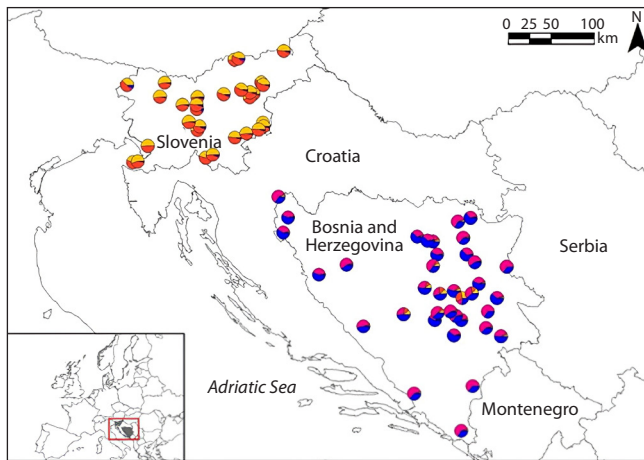 0 25 50 100
km
N
Slovenia
Croatia
Bosnia and
Herzegovina
Serbia
Adriatic Sea
Montenegro